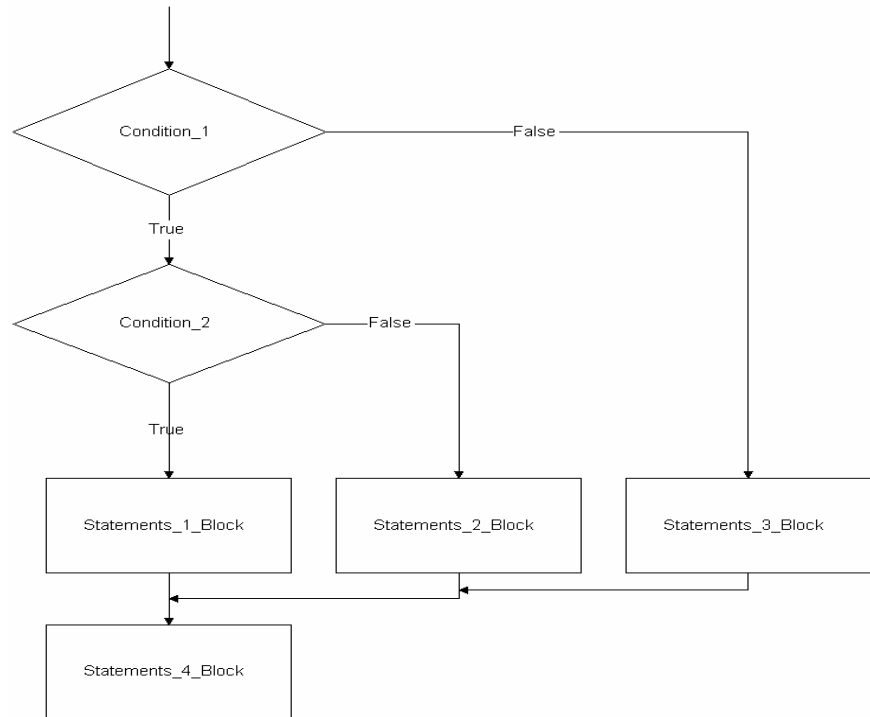 Condition_1
False
True
Condition_2
False
True
Statements_1_Block
Statements_2_Block
Statements_3_Block
Statements_4_Block